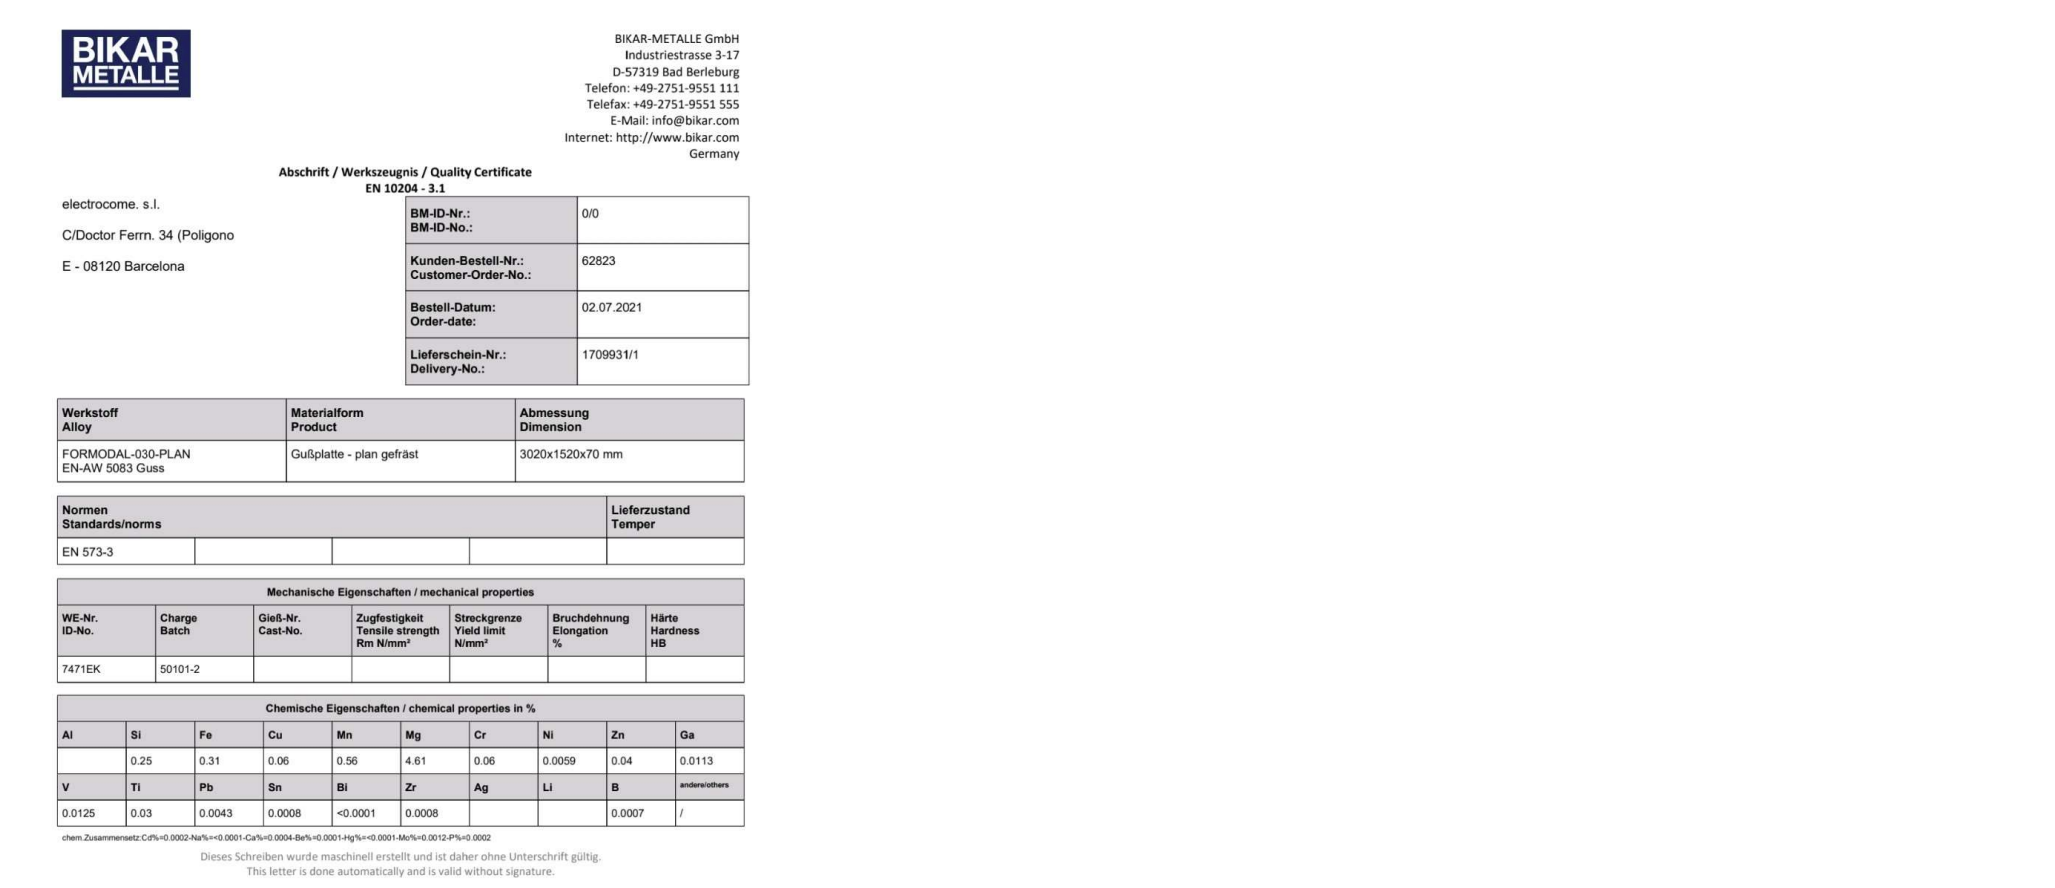 BIKAR
METALLE
BIKAR-METALLE GmbH
Industriestrasse 3-17
D-57319 Bad Berleburg
Telefon: +49-2751-9551 111
Telefax: +49-2751-9551 555
E-Mail: info@bikar.com
Internet: http://www.bikar.com
Germany
Abschrift / Werkszeugnis / Quality Certificate
EN 10204 - 3.1
electrocome. s.l.
C/Doctor Ferrn. 34 (Poligono
E - 08120 Barcelona
BM-ID-Nr.: 0/0
BM-ID-No.:
Kunden-Bestell-Nr.: 62823
Customer-Order-No.:
Bestell-Datum: 02.07.2021
Order-date:
Lieferschein-Nr.: 1709931/1
Delivery-No.:
Werkstoff Materialform Abmessung
Alloy Product Dimension
FORMODAL-030-PLAN Gußplatte - plan gefräst 3020x1520x70 mm
EN-AW 5083 Guss
Normen Lieferzustand
Standards/norms Temper
EN 573-3
Mechanische Eigenschaften / mechanical properties
WE-Nr. Charge Gieß-Nr. Zugfestigkeit Streckgrenze Bruchdehnung Härte
ID-No. Batch Cast-No. Tensile strength Yield limit Elongation Hardness
Rm N/mm² N/mm² % HB
7471EK 50101-2
Chemische Eigenschaften / chemical properties in %
Al Si Fe Cu Mn Mg Cr Ni Zn Ga
0.25 0.31 0.06 0.56 4.61 0.06 0.0059 0.04 0.0113
V Ti Pb Sn Bi Zr Ag Li B andere/others
0.0125 0.03 0.0043 0.0008 <0.0001 0.0008 0.0007 /
chem.Zusammensetz:Cd%=0.0002-Na%=<0.0001-Ca%=0.0004-Be%=0.0001-Hg%=<0.0001-Mo%=0.0012-P%=0.0002
Dieses Schreiben wurde maschinell erstellt und ist daher ohne Unterschrift gültig.
This letter is done automatically and is valid without signature.